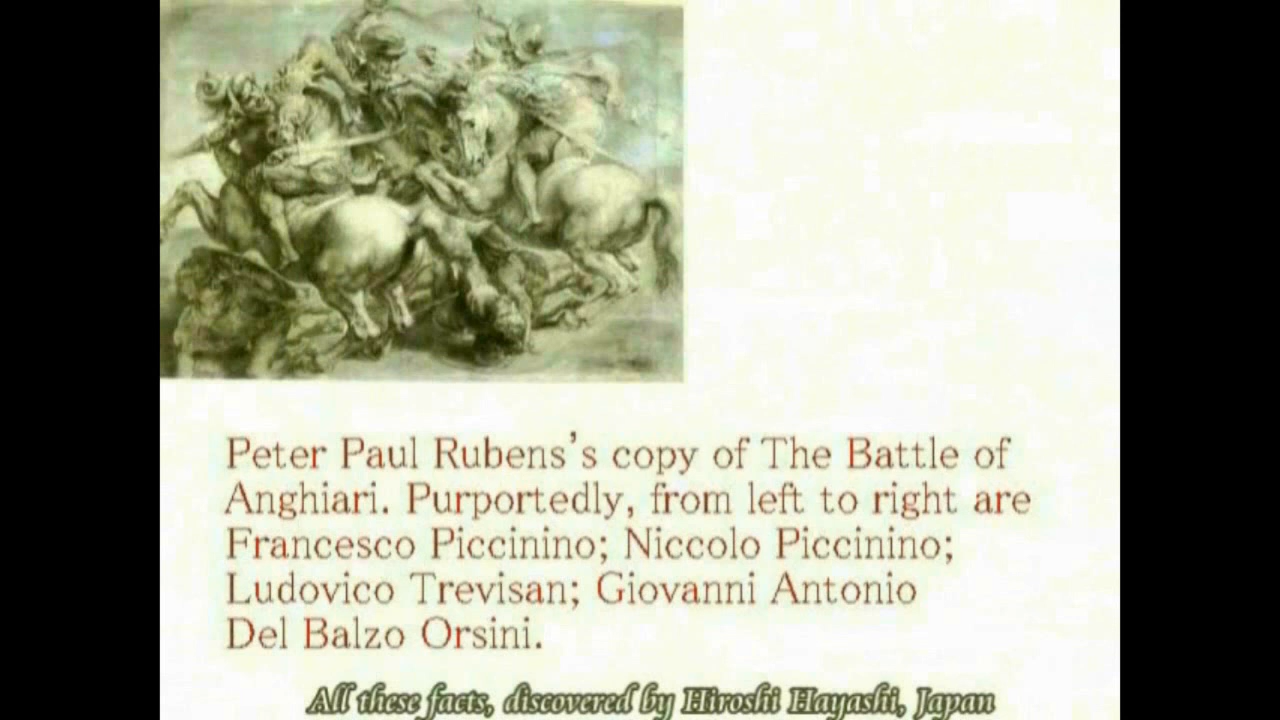 Peter Paul Rubens's copy of The Battle of
Anghiari. Purportedly, from left to right are
Francesco Piccinino; Niccolo Piccinino;
Ludovico Trevisan; Giovanni Antonio
Del Balzo Orsini.
All these facts, discovered by Hiroshi Hayashi, Japan